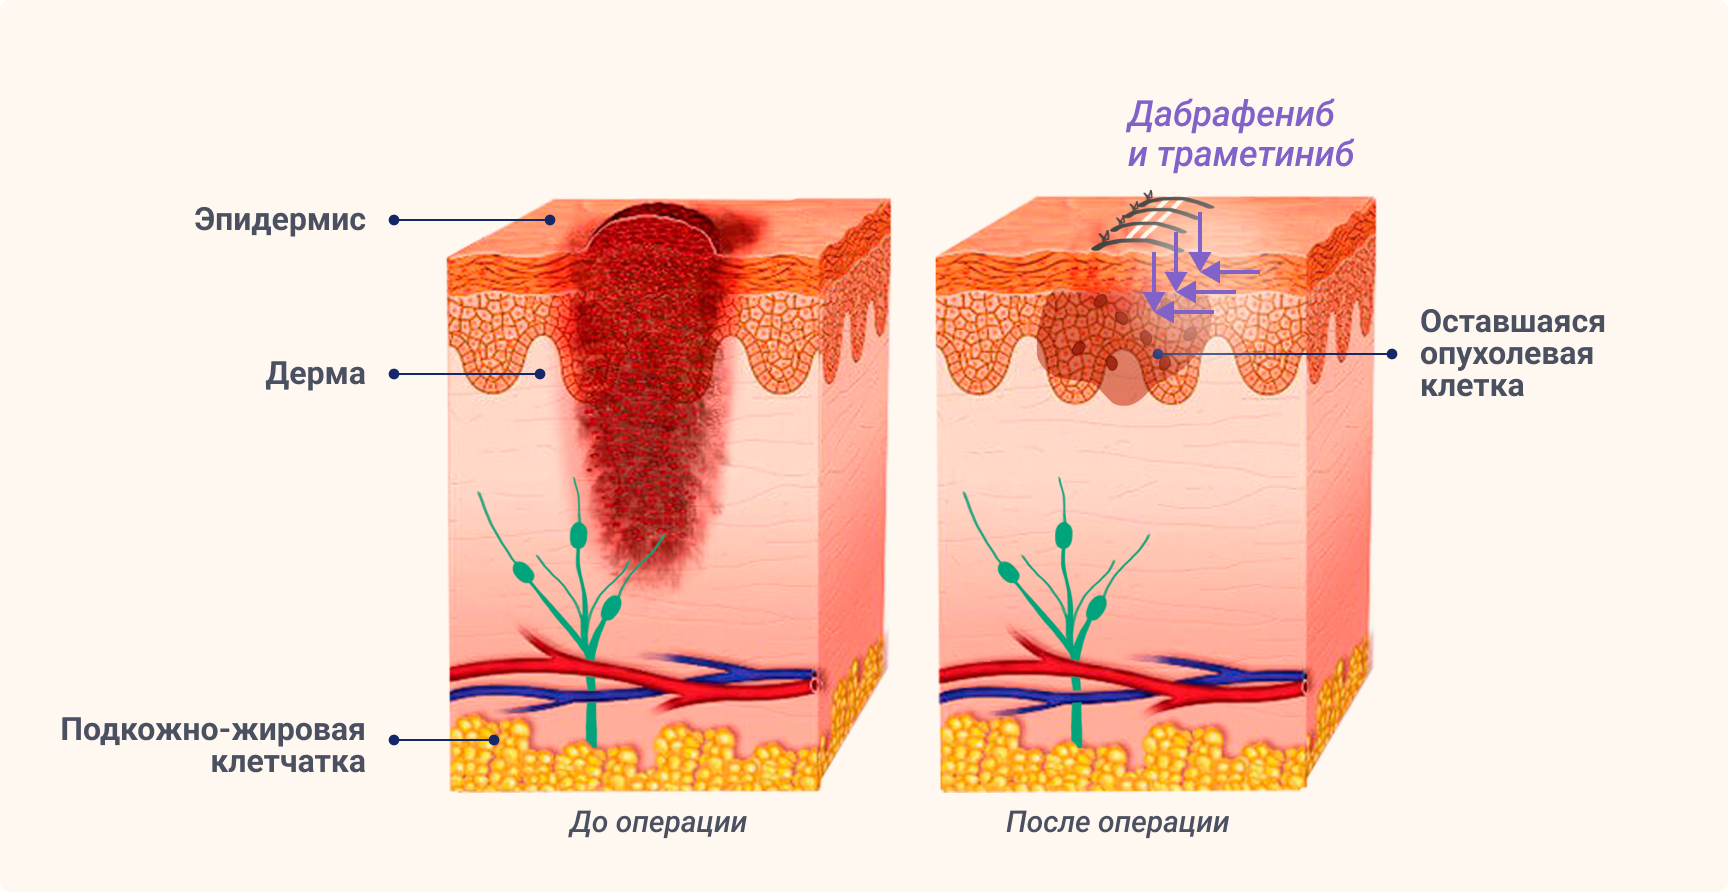 Дабрафениб
и траметиниб
Эпидермис
Дерма
Оставшаяся
опухолевая
клетка
Подкожно-жировая
клетчатка
До операции
После операции